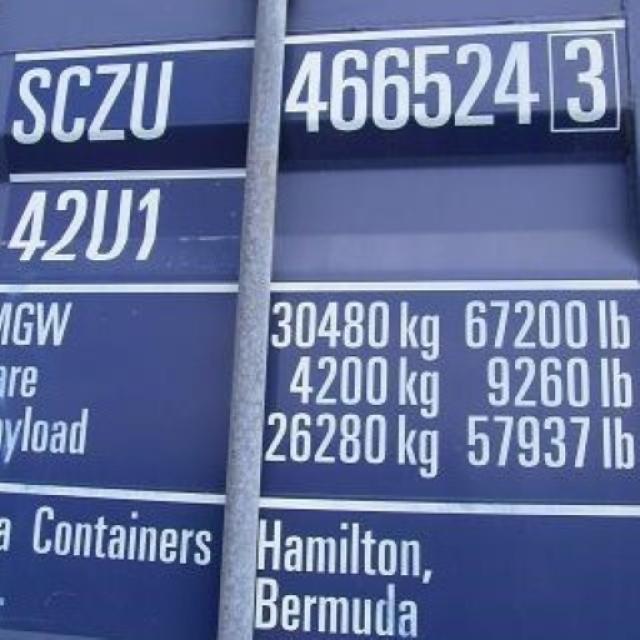 SCZU 466524 3
42U1
MGW 30480 kg 67200 lb
are 4200 kg 9260 lb
yload 26280 kg 57937 lb
a Containers Hamilton,
Bermuda